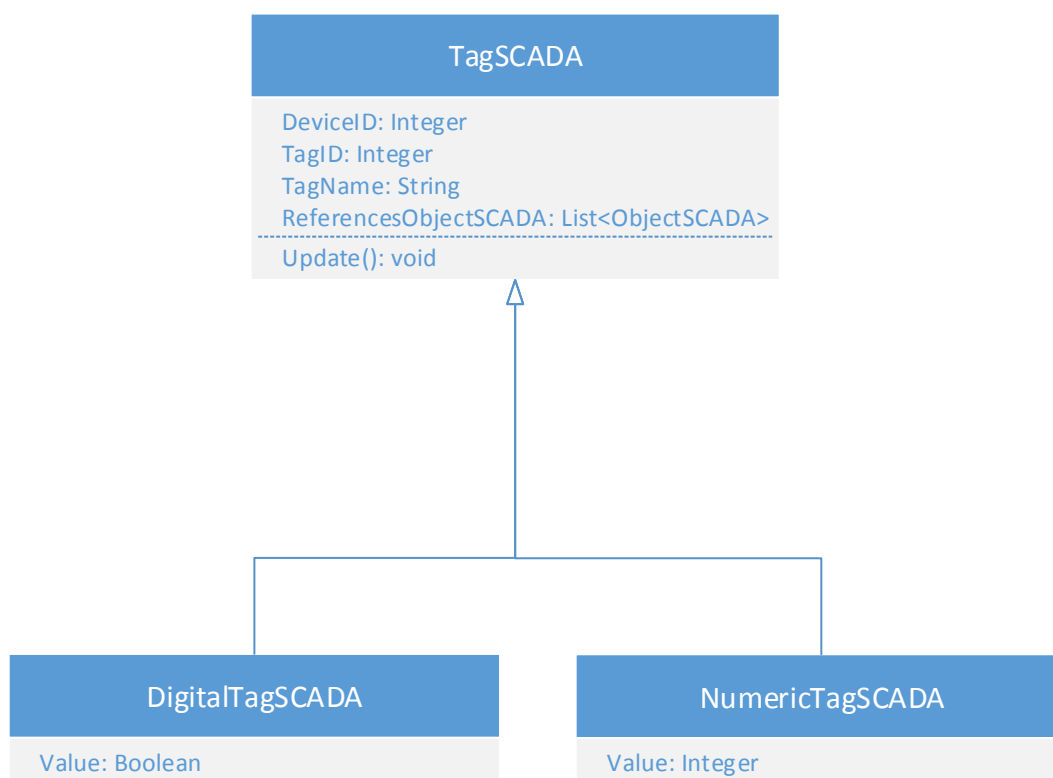 TagSCADA
DeviceID: Integer
TagID: Integer
TagName: String
ReferencesObjectSCADA: List<ObjectSCADA>
Update(): void
DigitalTagSCADA
Value: Boolean
NumericTagSCADA
Value: Integer